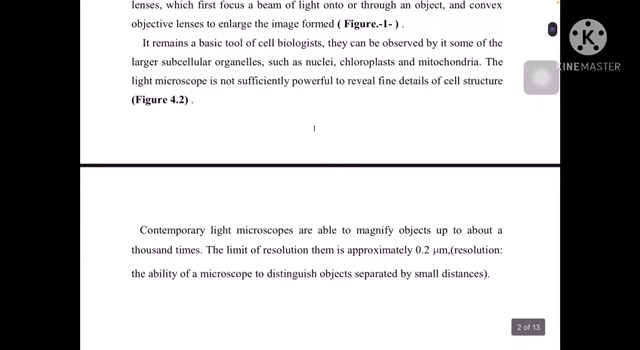 lenses, which first focus a beam of light onto or through an object, and convex
objective lenses to enlarge the image formed ( Figure.-1- ) .
It remains a basic tool of cell biologists, they can be observed by it some of the
larger subcellular organelles, such as nuclei, chloroplasts and mitochondria. The
light microscope is not sufficiently powerful to reveal fine details of cell structure
(Figure 4.2) .
1
K
KINEMASTER
Contemporary light microscopes are able to magnify objects up to about a
thousand times. The limit of resolution them is approximately 0.2 μm,(resolution:
the ability of a microscope to distinguish objects separated by small distances).
2 of 13